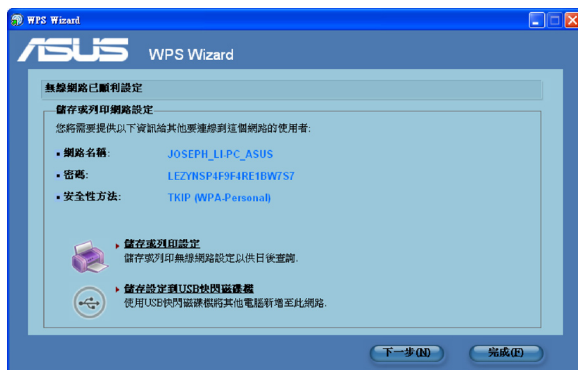 WPS Wizard
ASUS WPS Wizard
無線網路已順利設定
儲存或列印網路設定
您將需要提供以下資訊給其他要連線到這個網路的使用者:
網路名稱: JOSEPH_LI-PC_ASUS
密碼: LEZYNSP4F9F4RE1BW7S7
安全性方法: TKIP (WPA-Personal)
儲存或列印設定
儲存或列印無線網路設定以供日後查詢.
儲存設定到USB快閃磁碟機
使用USB快閃磁碟機將其他電腦新增至此網路.
下一步(N) 完成(F)